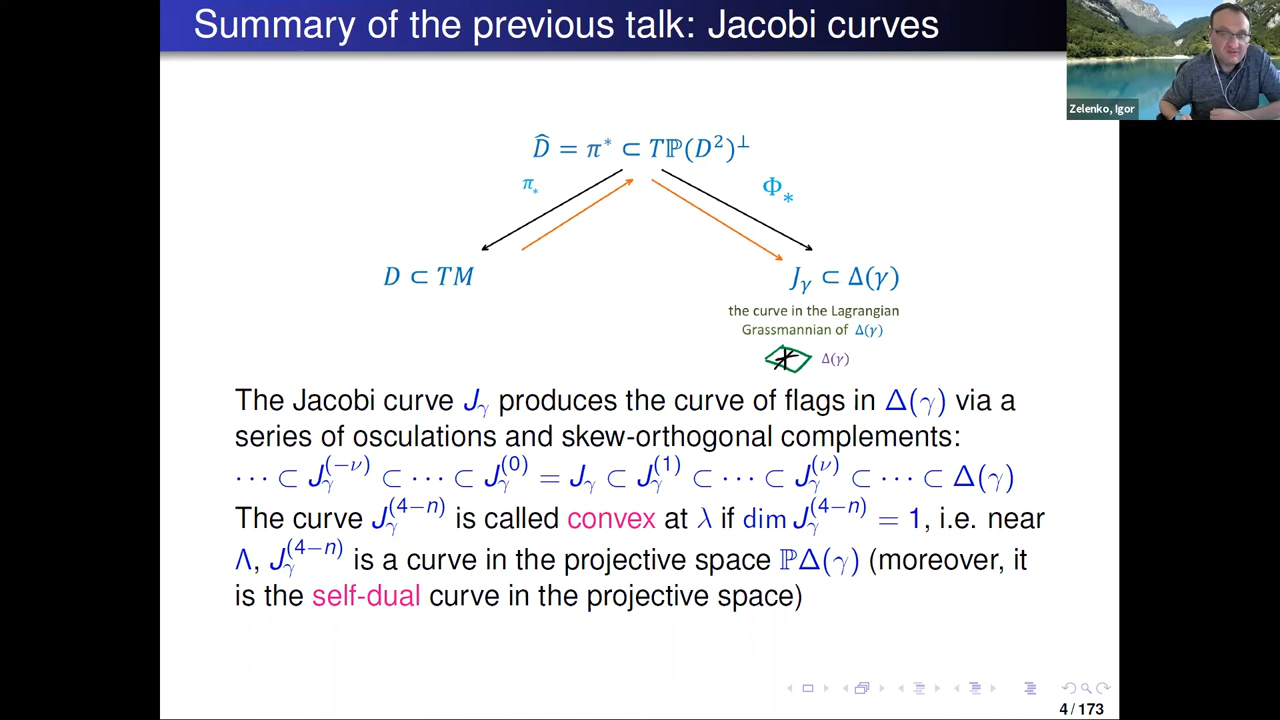 Summary of the previous talk: Jacobi curves
Zelenko, Igor
D̂ = π* ⊂ Tℙ(D²)^⊥
π_*
Φ_*
D ⊂ TM
J_γ ⊂ Δ(γ)
the curve in the Lagrangian
Grassmannian of Δ(γ)
Δ(γ)
The Jacobi curve J_γ produces the curve of flags in Δ(γ) via a
series of osculations and skew-orthogonal complements:
⋯ ⊂ J_γ^(−ν) ⊂ ⋯ ⊂ J_γ^(0) = J_γ ⊂ J_γ^(1) ⊂ ⋯ ⊂ J_γ^(ν) ⊂ ⋯ ⊂ Δ(γ)
The curve J_γ^(4−n) is called convex at λ if dim J_γ^(4−n) = 1, i.e. near
Λ, J_γ^(4−n) is a curve in the projective space ℙΔ(γ) (moreover, it
is the self-dual curve in the projective space)
4 / 173